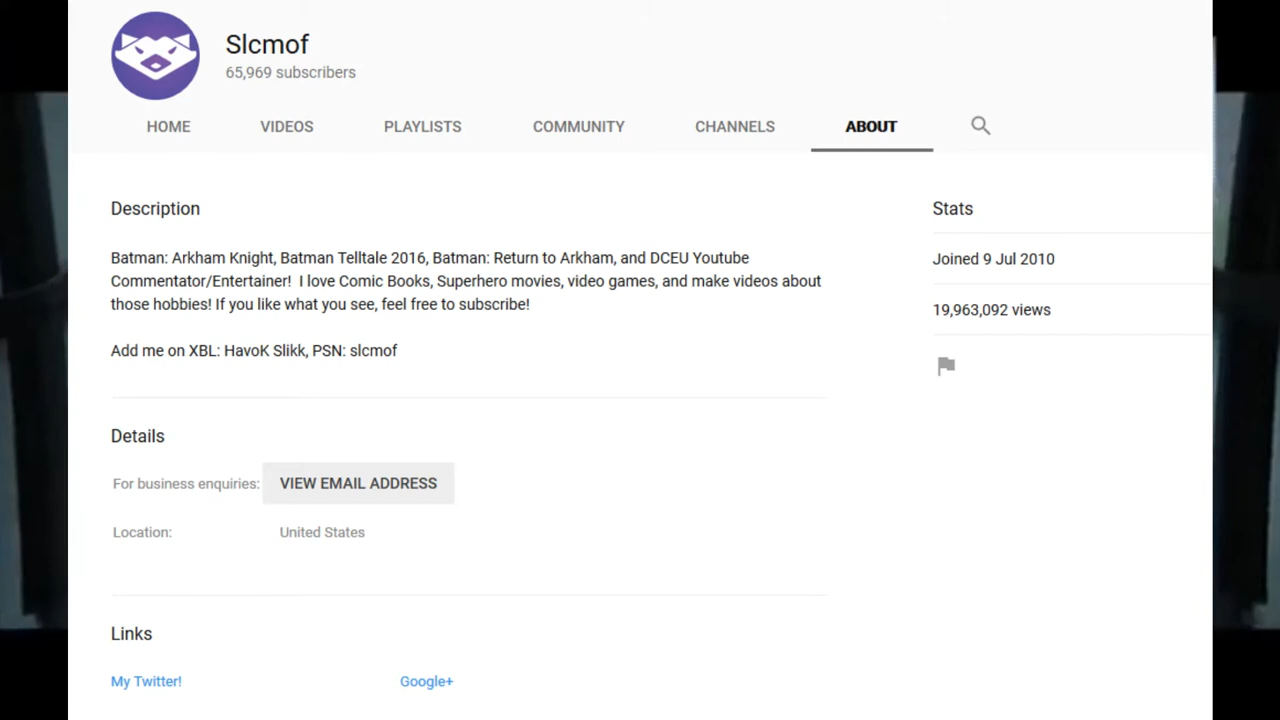 Slcmof
65,969 subscribers
HOME VIDEOS PLAYLISTS COMMUNITY CHANNELS ABOUT
Description
Batman: Arkham Knight, Batman Telltale 2016, Batman: Return to Arkham, and DCEU Youtube
Commentator/Entertainer! I love Comic Books, Superhero movies, video games, and make videos about
those hobbies! If you like what you see, feel free to subscribe!
Add me on XBL: HavoK Slikk, PSN: slcmof
Details
For business enquiries: VIEW EMAIL ADDRESS
Location: United States
Links
My Twitter! Google+
Stats
Joined 9 Jul 2010
19,963,092 views